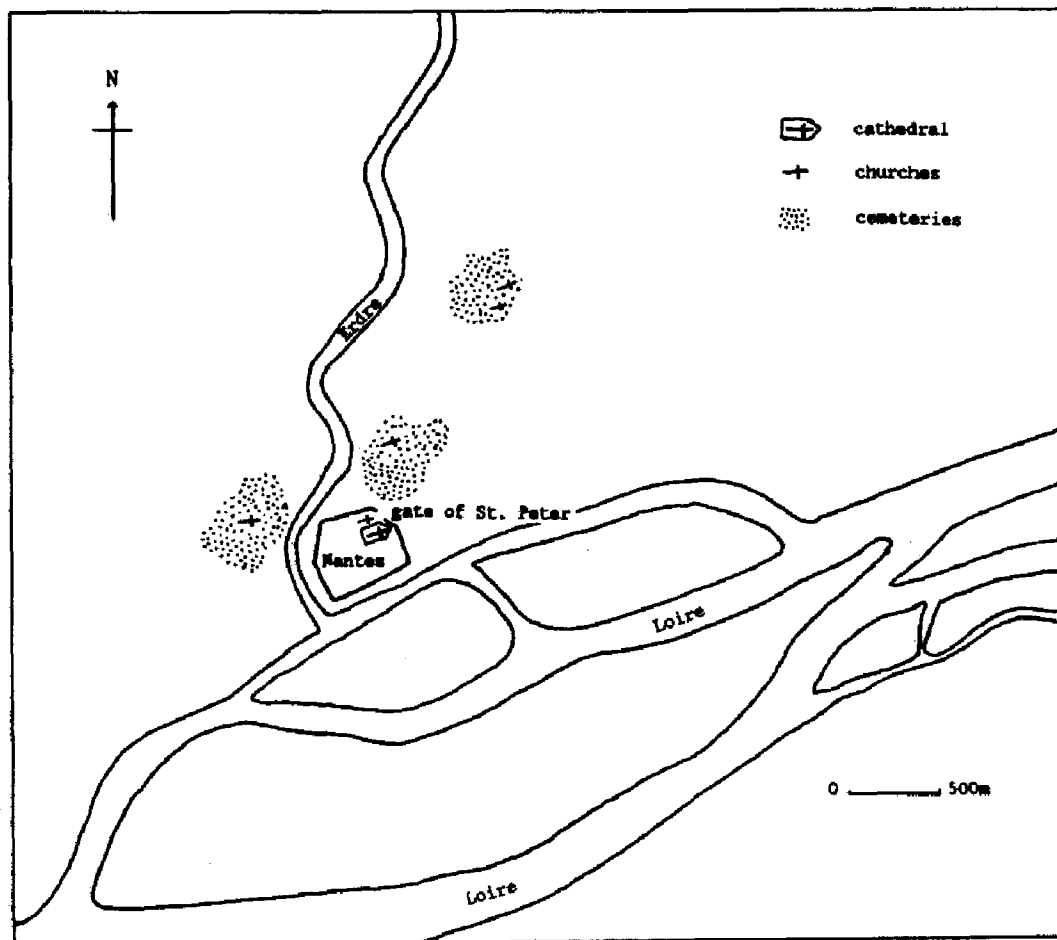 N
cathedral
churches
cemeteries
Erdre
gate of St. Peter
Nantes
Loire
0 500m
Loire